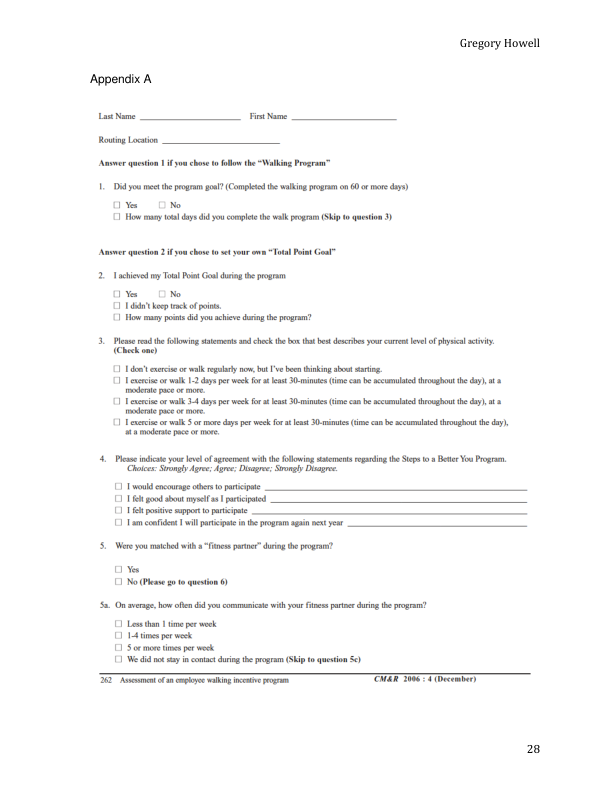 Gregory Howell
Appendix A
Last Name ____________ First Name ____________
Routing Location ____________
Answer question 1 if you chose to follow the “Walking Program”
1. Did you meet the program goal? (Completed the walking program on 60 or more days)
☐ Yes ☐ No
☐ How many total days did you complete the walk program (Skip to question 3)
Answer question 2 if you chose to set your own “Total Point Goal”
2. I achieved my Total Point Goal during the program
☐ Yes ☐ No
☐ I didn’t keep track of points.
☐ How many points did you achieve during the program?
3. Please read the following statements and check the box that best describes your current level of physical activity.
(Check one)
☐ I don’t exercise or walk regularly now, but I’ve been thinking about starting.
☐ I exercise or walk 1-2 days per week for at least 30-minutes (time can be accumulated throughout the day), at a
moderate pace or more.
☐ I exercise or walk 3-4 days per week for at least 30-minutes (time can be accumulated throughout the day), at a
moderate pace or more.
☐ I exercise or walk 5 or more days per week for at least 30-minutes (time can be accumulated throughout the day),
at a moderate pace or more.
4. Please indicate your level of agreement with the following statements regarding the Steps to a Better You Program.
Choices: Strongly Agree; Agree; Disagree; Strongly Disagree.
☐ I would encourage others to participate ____________
☐ I felt good about myself as I participated ____________
☐ I felt positive support to participate ____________
☐ I am confident I will participate in the program again next year ____________
5. Were you matched with a “fitness partner” during the program?
☐ Yes
☐ No (Please go to question 6)
5a. On average, how often did you communicate with your fitness partner during the program?
☐ Less than 1 time per week
☐ 1-4 times per week
☐ 5 or more times per week
☐ We did not stay in contact during the program (Skip to question 5c)
262 Assessment of an employee walking incentive program CM&R 2006 : 4 (December)
28